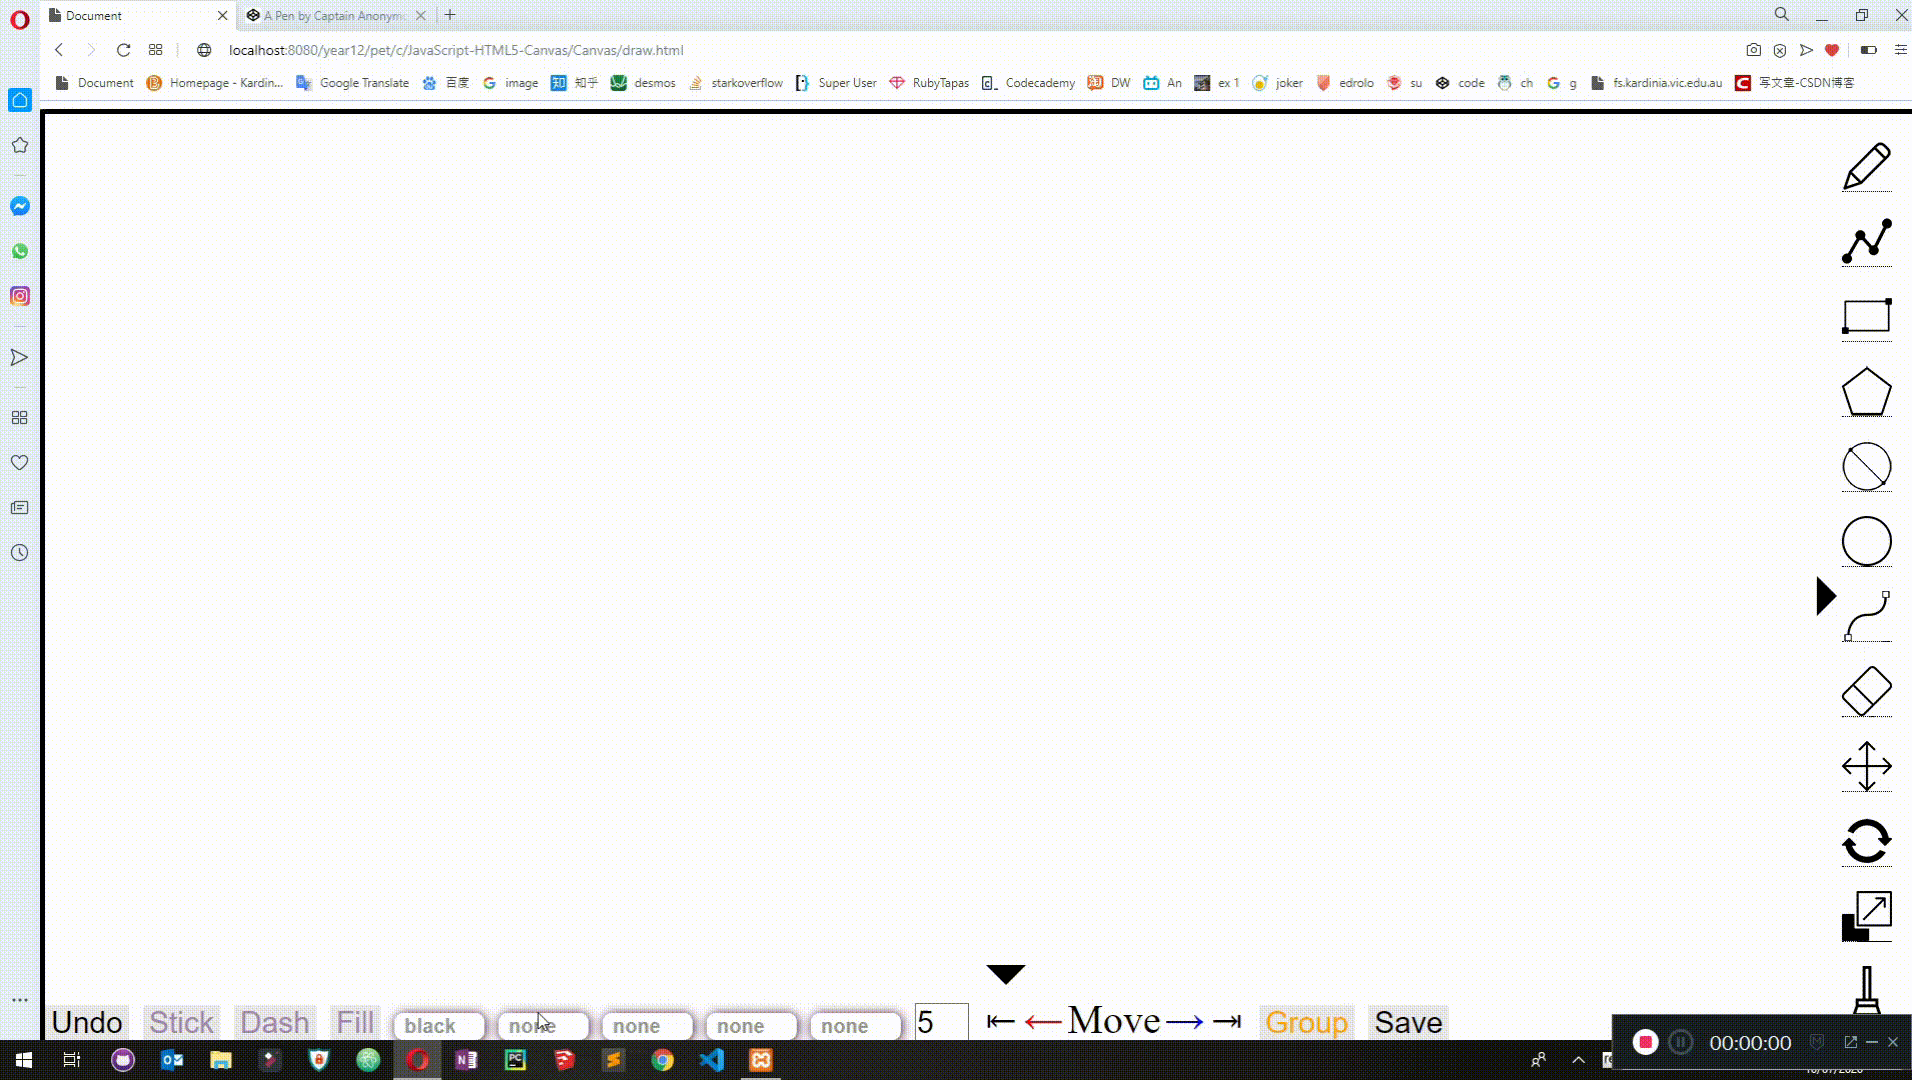 Document
A Pen by Captain Anonym
localhost:8080/year12/pet/c/JavaScript-HTML5-Canvas/Canvas/draw.html
Document Homepage - Kardin... Google Translate 百度 image 知乎 desmos starkoverflow Super User RubyTapas Codecademy DW An ex 1 joker edrolo su code ch g fs.kardinia.vic.edu.au 写文章-CSDN博客
Undo Stick Dash Fill black none none none none 5 Move Group Save
00:00:00